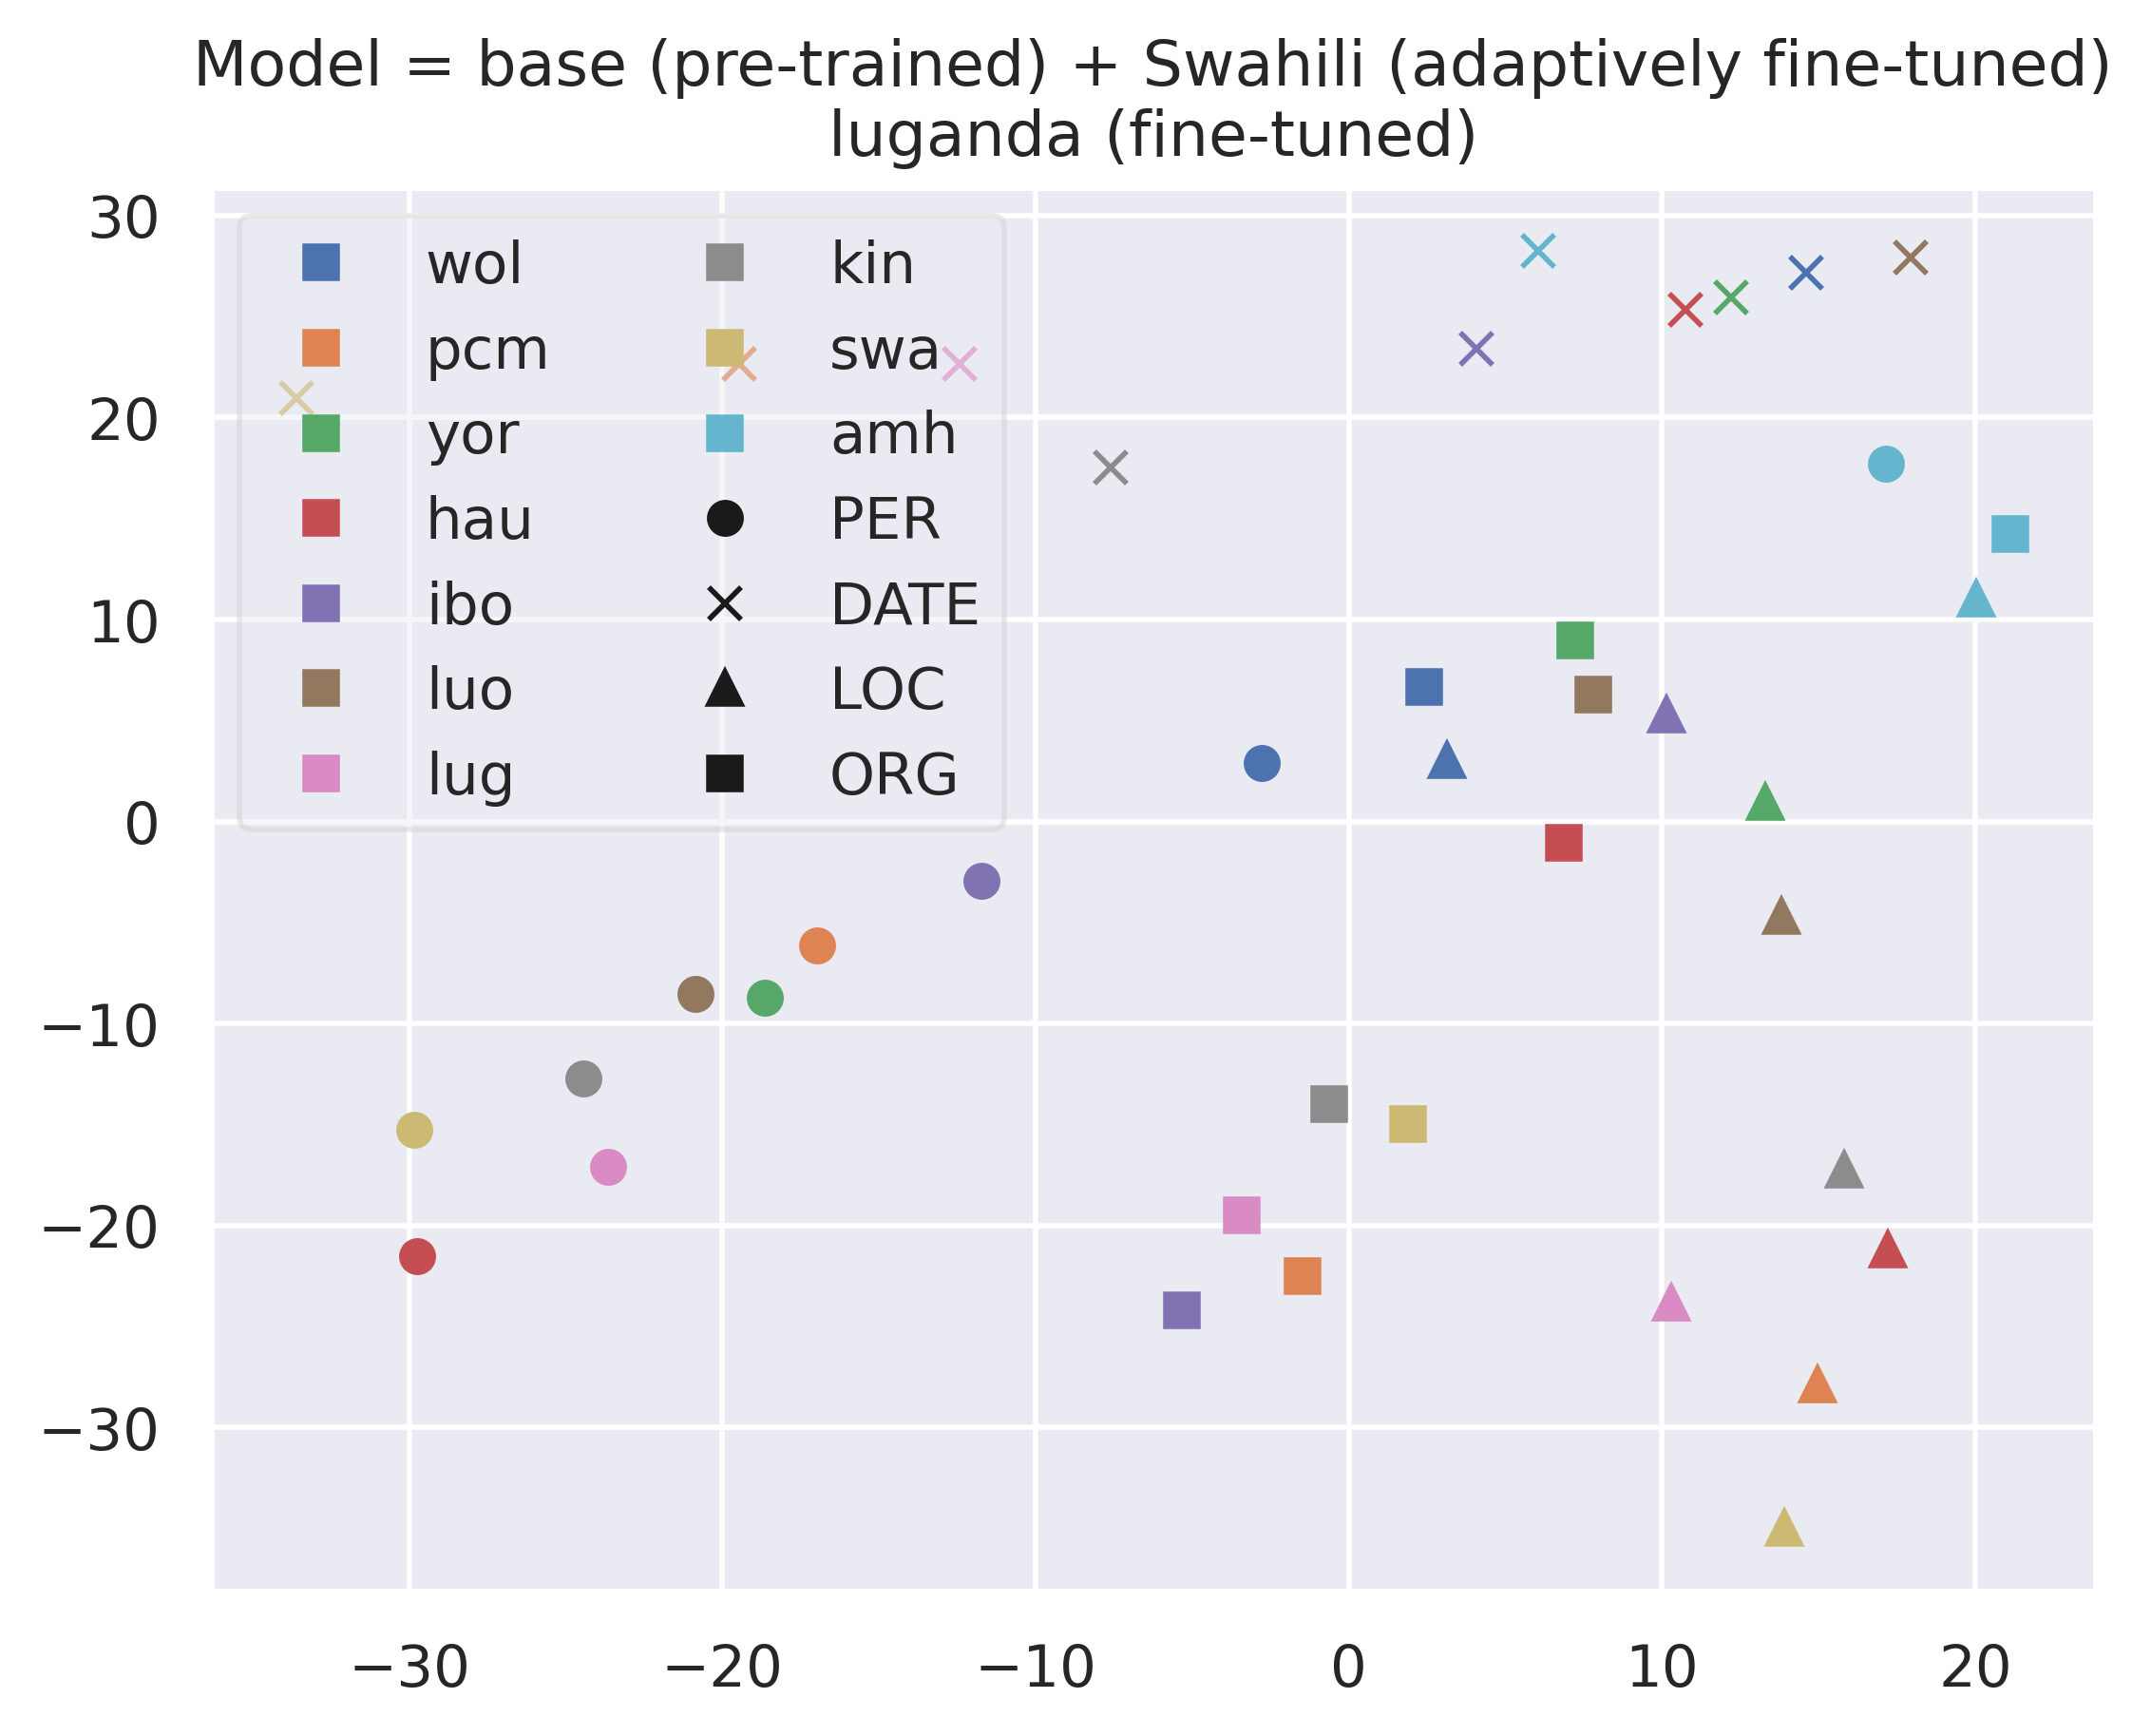 Model = base (pre-trained) + Swahili (adaptively fine-tuned)
luganda (fine-tuned)
30
20
10
0
−10
−20
−30
wol
pcm
yor
hau
ibo
luo
lug
kin
swa
amh
PER
DATE
LOC
ORG
−30
−20
−10
0
10
20